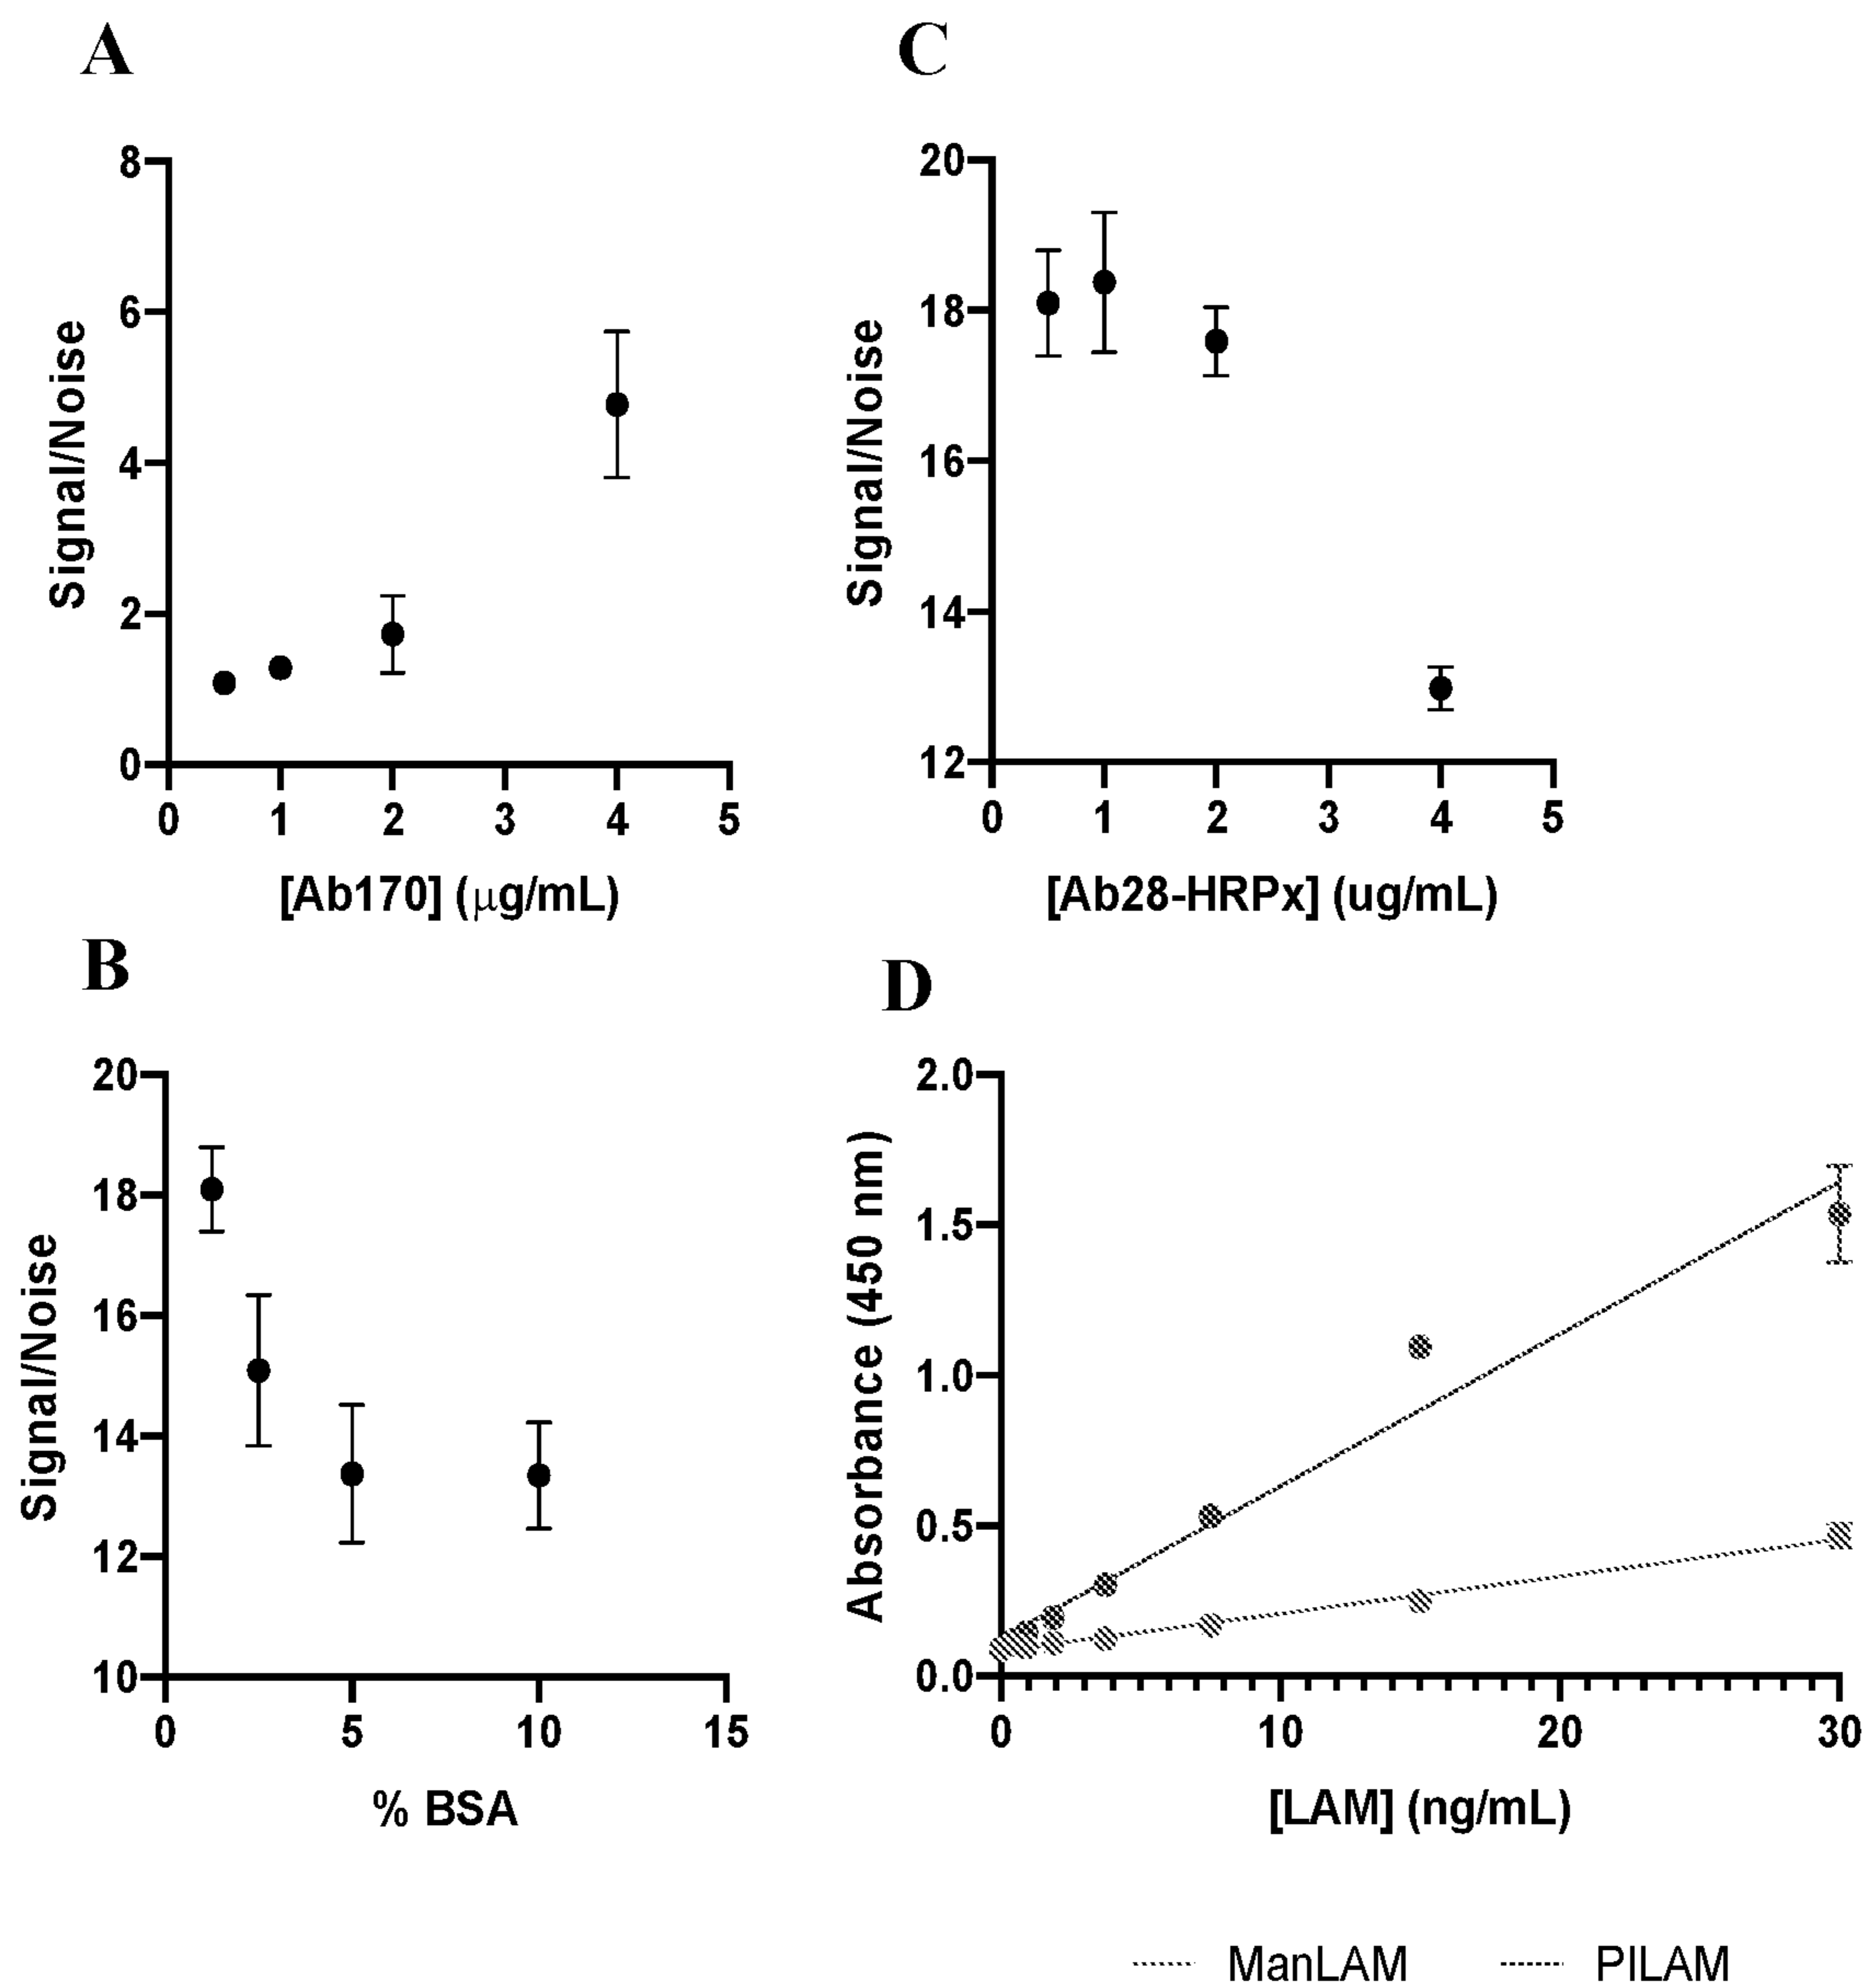 A
8
6
4
2
0
0 1 2 3 4 5
Signal/Noise
[Ab170] (μg/mL)
C
20
18
16
14
12
0 1 2 3 4 5
Signal/Noise
[Ab28-HRPx] (ug/mL)
B
20
18
16
14
12
10
0 5 10 15
Signal/Noise
% BSA
D
2.0
1.5
1.0
0.5
0.0
0 10 20 30
Absorbance (450 nm)
[LAM] (ng/mL)
ManLAM PILAM